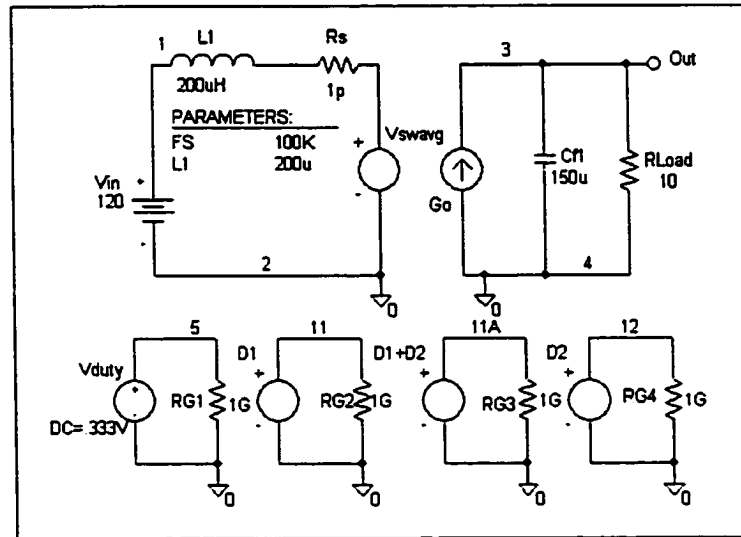 1
L1
200uH
Rs
1p
PARAMETERS:
FS 100K
L1 200u
Vin
120
+
-
Vswavg
+
-
2
0
3
Out
Go
Cf1
150u
RLoad
10
4
0
5
Vduty
+
-
DC=.333V
RG1
1G
0
D1
+
-
11
RG2
1G
0
D1+D2
+
-
11A
RG3
1G
0
D2
+
-
12
RG4
1G
0